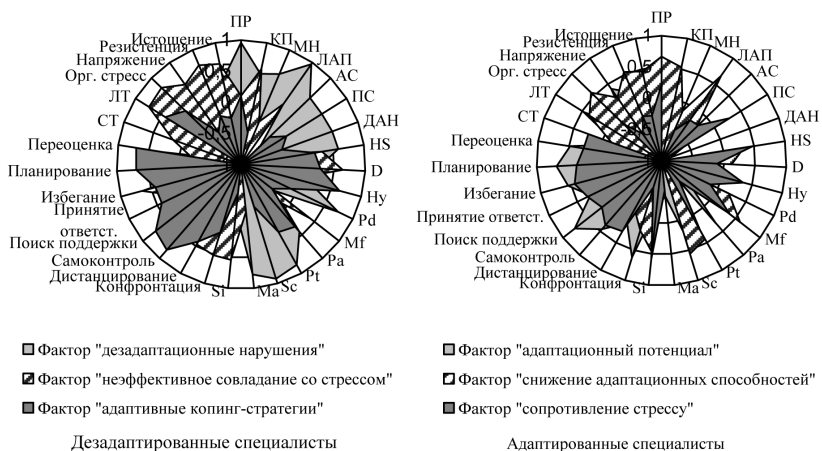 ПР
КП
МН
ЛАП
АС
ПС
ДАН
HS
D
Hy
Pd
Mf
Pa
Pt
Sc
Ma
Si
Конфронтация
Дистанцирование
Самоконтроль
Поиск поддержки
Принятие
ответст.
Избегание
Планирование
Переоценка
СТ
ЛТ
Орг. стресс
Напряжение
Резистенция
Истощение
1
0,5
0
-0,5
Фактор "дезадаптационные нарушения"
Фактор "неэффективное совладание со стрессом"
Фактор "адаптивные копинг-стратегии"
Дезадаптированные специалисты
ПР
КП
МН
ЛАП
АС
ПС
ДАН
HS
D
Hy
Pd
Mf
Pa
Pt
Sc
Ma
Si
Конфронтация
Дистанцирование
Самоконтроль
Поиск поддержки
Принятие ответст.
Избегание
Планирование
Переоценка
СТ
ЛТ
Орг. стресс
Напряжение
Резистенция
Истощение
1
0,5
0
-0,5
Фактор "адаптационный потенциал"
Фактор "снижение адаптационных способностей"
Фактор "сопротивление стрессу"
Адаптированные специалисты